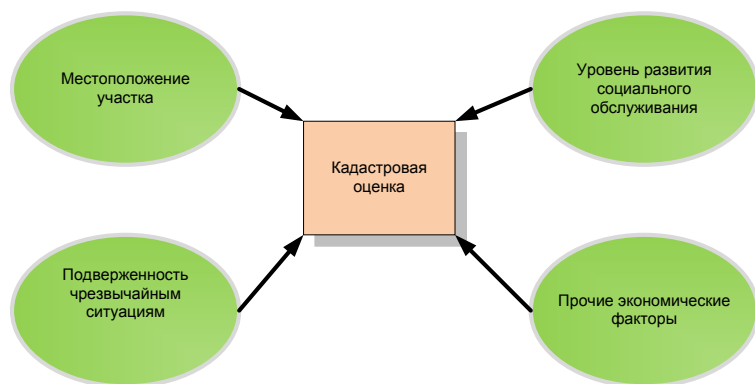 Местоположение
участка
Уровень развития
социального
обслуживания
Кадастровая
оценка
Подверженность
чрезвычайным
ситуациям
Прочие экономические
факторы